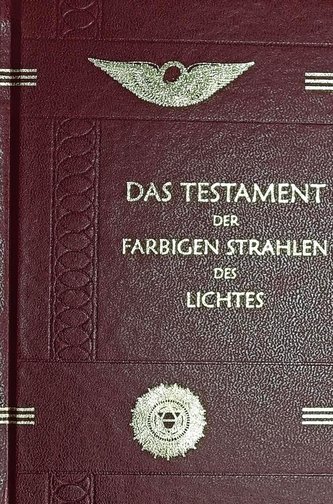 DAS TESTAMENT
DER
FARBIGEN STRAHLEN
DES
LICHTES